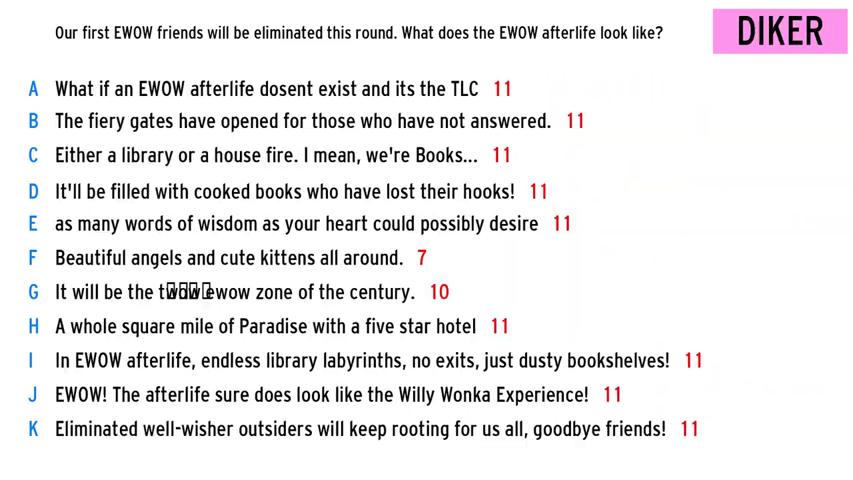 Our first EWOW friends will be eliminated this round. What does the EWOW afterlife look like?
DIKER
A What if an EWOW afterlife dosent exist and its the TLC 11
B The fiery gates have opened for those who have not answered. 11
C Either a library or a house fire. I mean, we're Books... 11
D It'll be filled with cooked books who have lost their hooks! 11
E as many words of wisdom as your heart could possibly desire 11
F Beautiful angels and cute kittens all around. 7
G It will be the ewow zone of the century. 10
H A whole square mile of Paradise with a five star hotel 11
I In EWOW afterlife, endless library labyrinths, no exits, just dusty bookshelves! 11
J EWOW! The afterlife sure does look like the Willy Wonka Experience! 11
K Eliminated well-wisher outsiders will keep rooting for us all, goodbye friends! 11